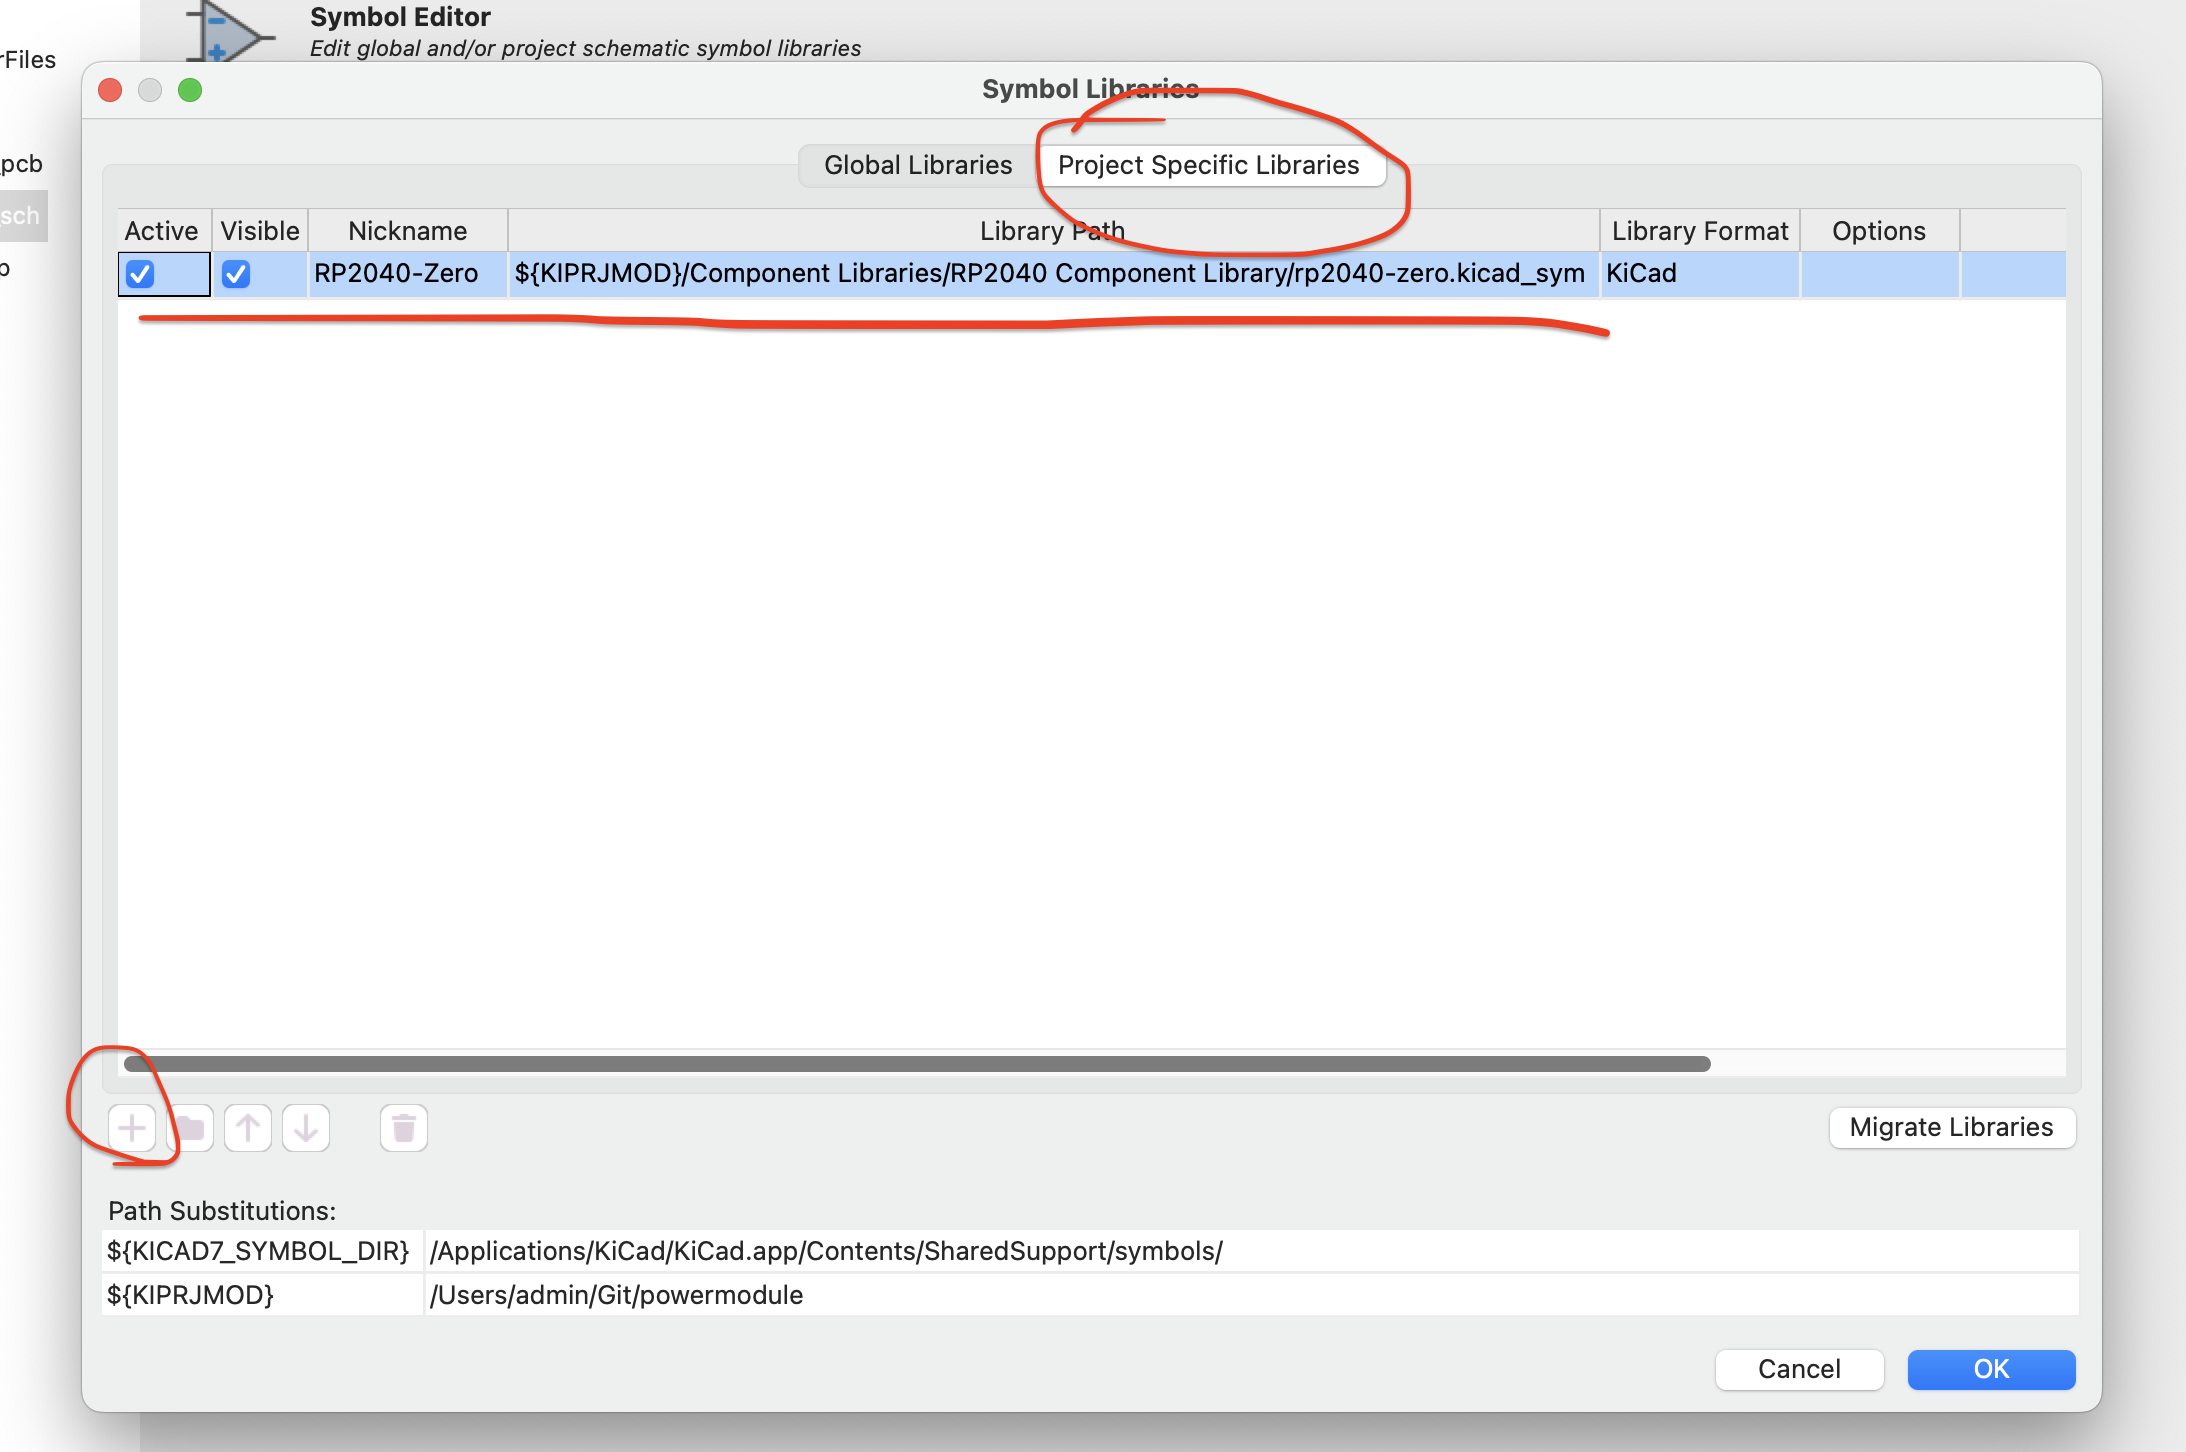 Symbol Editor
Edit global and/or project schematic symbol libraries
rFiles
pcb
sch
p
Symbol Libraries
Global Libraries Project Specific Libraries
Active Visible Nickname Library Path Library Format Options
RP2040-Zero ${KIPRJMOD}/Component Libraries/RP2040 Component Library/rp2040-zero.kicad_sym KiCad
Migrate Libraries
Path Substitutions:
${KICAD7_SYMBOL_DIR} /Applications/KiCad/KiCad.app/Contents/SharedSupport/symbols/
${KIPRJMOD} /Users/admin/Git/powermodule
Cancel OK